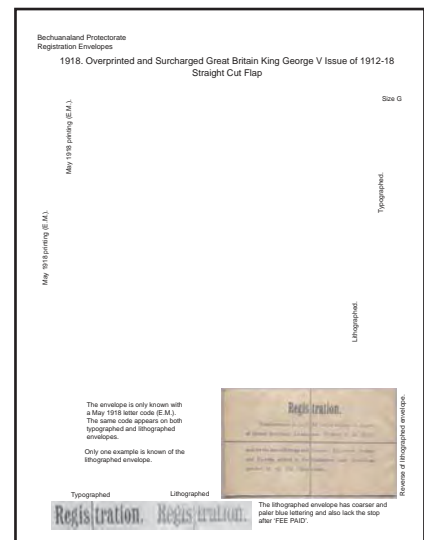 Bechuanaland Protectorate
Registration Envelopes
1918. Overprinted and Surcharged Great Britain King George V Issue of 1912-18
Straight Cut Flap
Size G
May 1918 printing (E.M.).
Typographed.
May 1918 printing (E.M.).
Lithographed.
The envelope is only known with
a May 1918 letter code (E.M.).
The same code appears on both
typographed and lithographed
envelopes.
Only one example is known of the
lithographed envelope.
Registration.
Reverse of lithographed envelope.
Typographed
Lithographed
Registration.
Registration.
The lithographed envelope has coarser and
paler blue lettering and also lack the stop
after 'FEE PAID'.